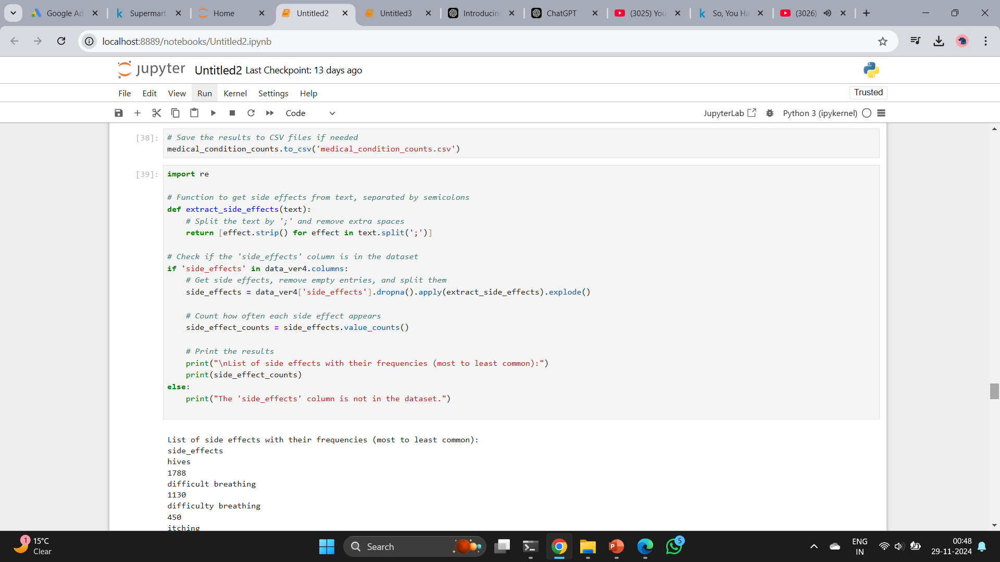 Google Ad
Supermart
Home
Untitled2
Untitled3
Introducing
ChatGPT
(3025) You
So, You Ha
(3026)
localhost:8889/notebooks/Untitled2.ipynb
jupyter Untitled2 Last Checkpoint: 13 days ago
File Edit View Run Kernel Settings Help
Trusted
Code
JupyterLab
Python 3 (ipykernel)
[38]: # Save the results to CSV files if needed
medical_condition_counts.to_csv('medical_condition_counts.csv')
[39]: import re
# Function to get side effects from text, separated by semicolons
def extract_side_effects(text):
    # Split the text by ';' and remove extra spaces
    return [effect.strip() for effect in text.split(';')]
# Check if the 'side_effects' column is in the dataset
if 'side_effects' in data_ver4.columns:
    # Get side effects, remove empty entries, and split them
    side_effects = data_ver4['side_effects'].dropna().apply(extract_side_effects).explode()
    # Count how often each side effect appears
    side_effect_counts = side_effects.value_counts()
    # Print the results
    print("\nList of side effects with their frequencies (most to least common):")
    print(side_effect_counts)
else:
    print("The 'side_effects' column is not in the dataset.")
List of side effects with their frequencies (most to least common):
side_effects
hives
1788
difficult breathing
1130
difficulty breathing
450
itching
1
15°C
Clear
Search
5
ENG
IN
00:48
29-11-2024